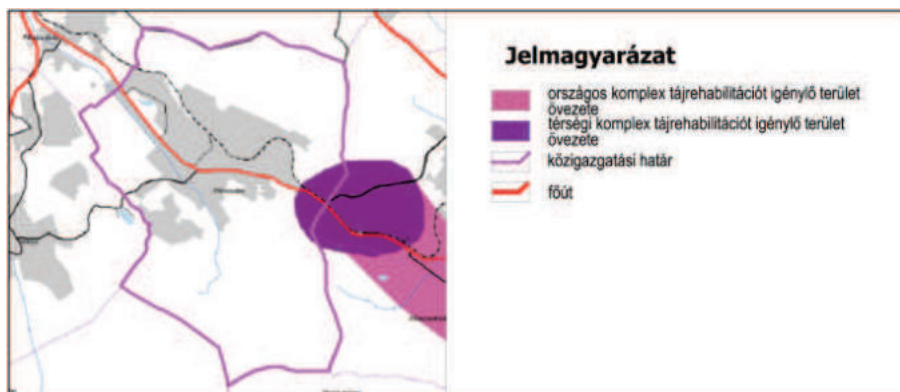 Jelmagyarázat
országos komplex tájrehabilitációt igénylő terület
övezete
térségi komplex tájrehabilitációt igénylő terület
övezete
közigazgatási határ
főút